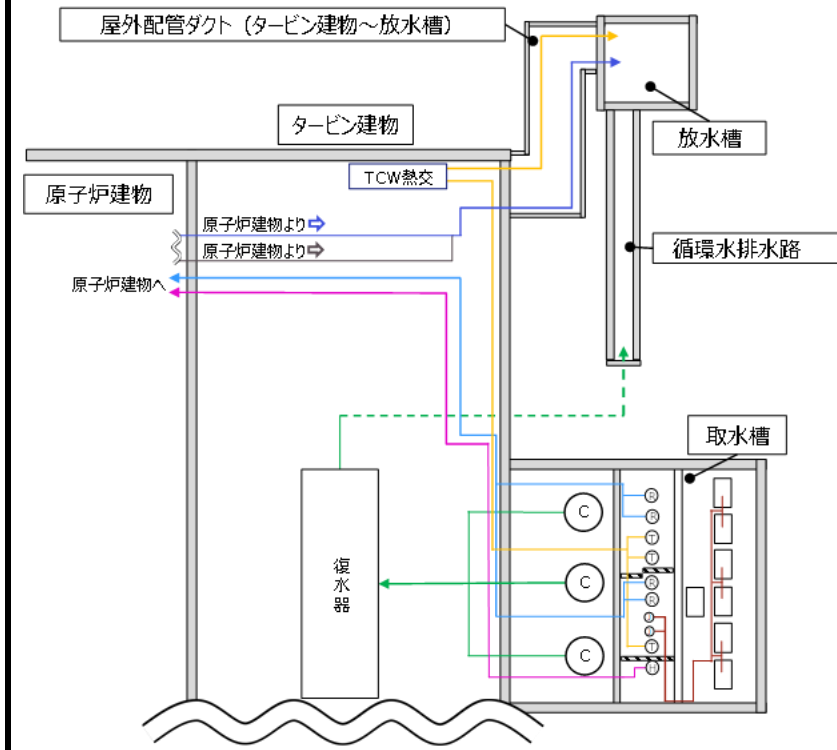 屋外配管ダクト（タービン建物～放水槽）
タービン建物
放水槽
TCW熱交
原子炉建物
原子炉建物より
原子炉建物より
循環水排水路
原子炉建物へ
取水槽
復水器
C
C
C
R
R
T
T
R
R
J
J
T
H